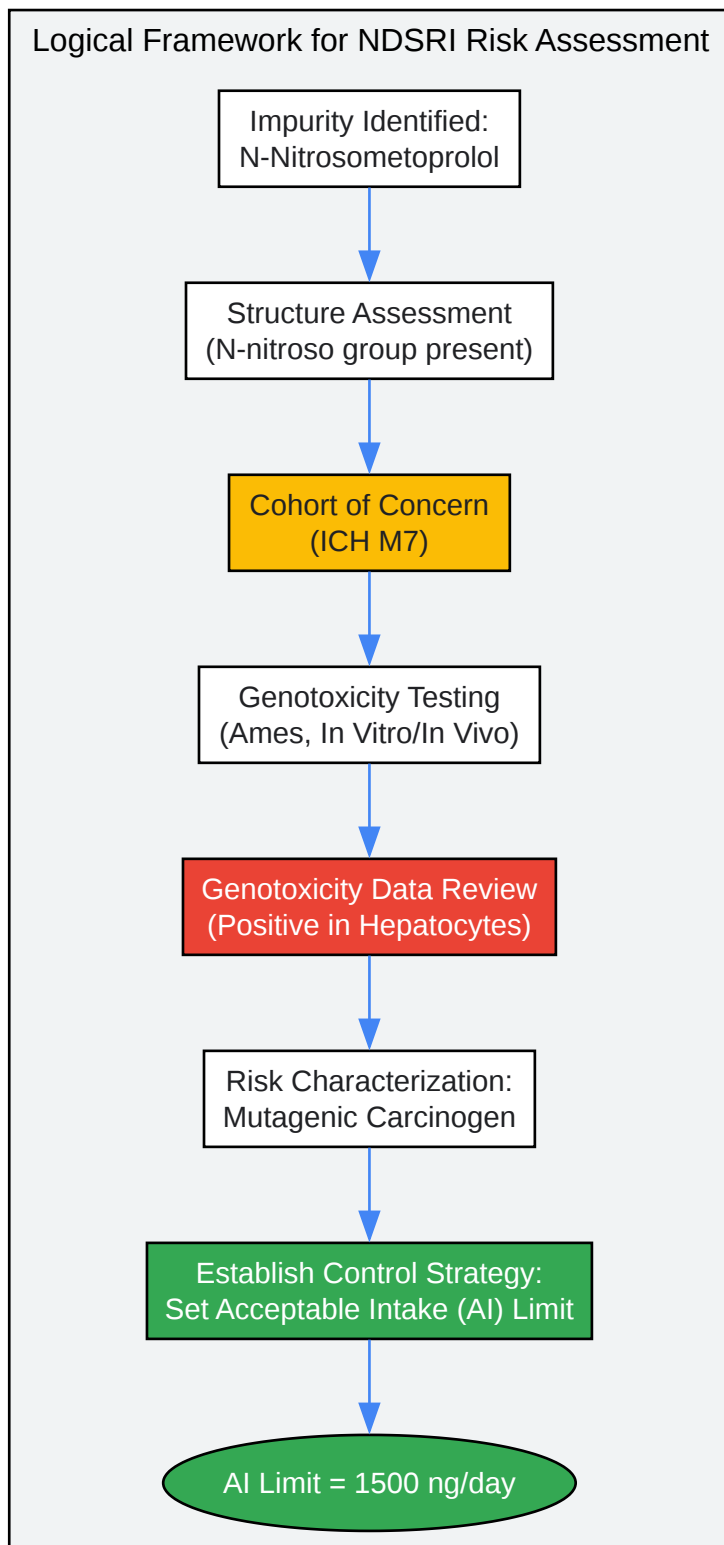 Logical Framework for NDSRI Risk Assessment
Impurity Identified:
N-Nitrosometoprolol
Structure Assessment
(N-nitroso group present)
Cohort of Concern
(ICH M7)
Genotoxicity Testing
(Ames, In Vitro/In Vivo)
Genotoxicity Data Review
(Positive in Hepatocytes)
Risk Characterization:
Mutagenic Carcinogen
Establish Control Strategy:
Set Acceptable Intake (AI) Limit
AI Limit = 1500 ng/day